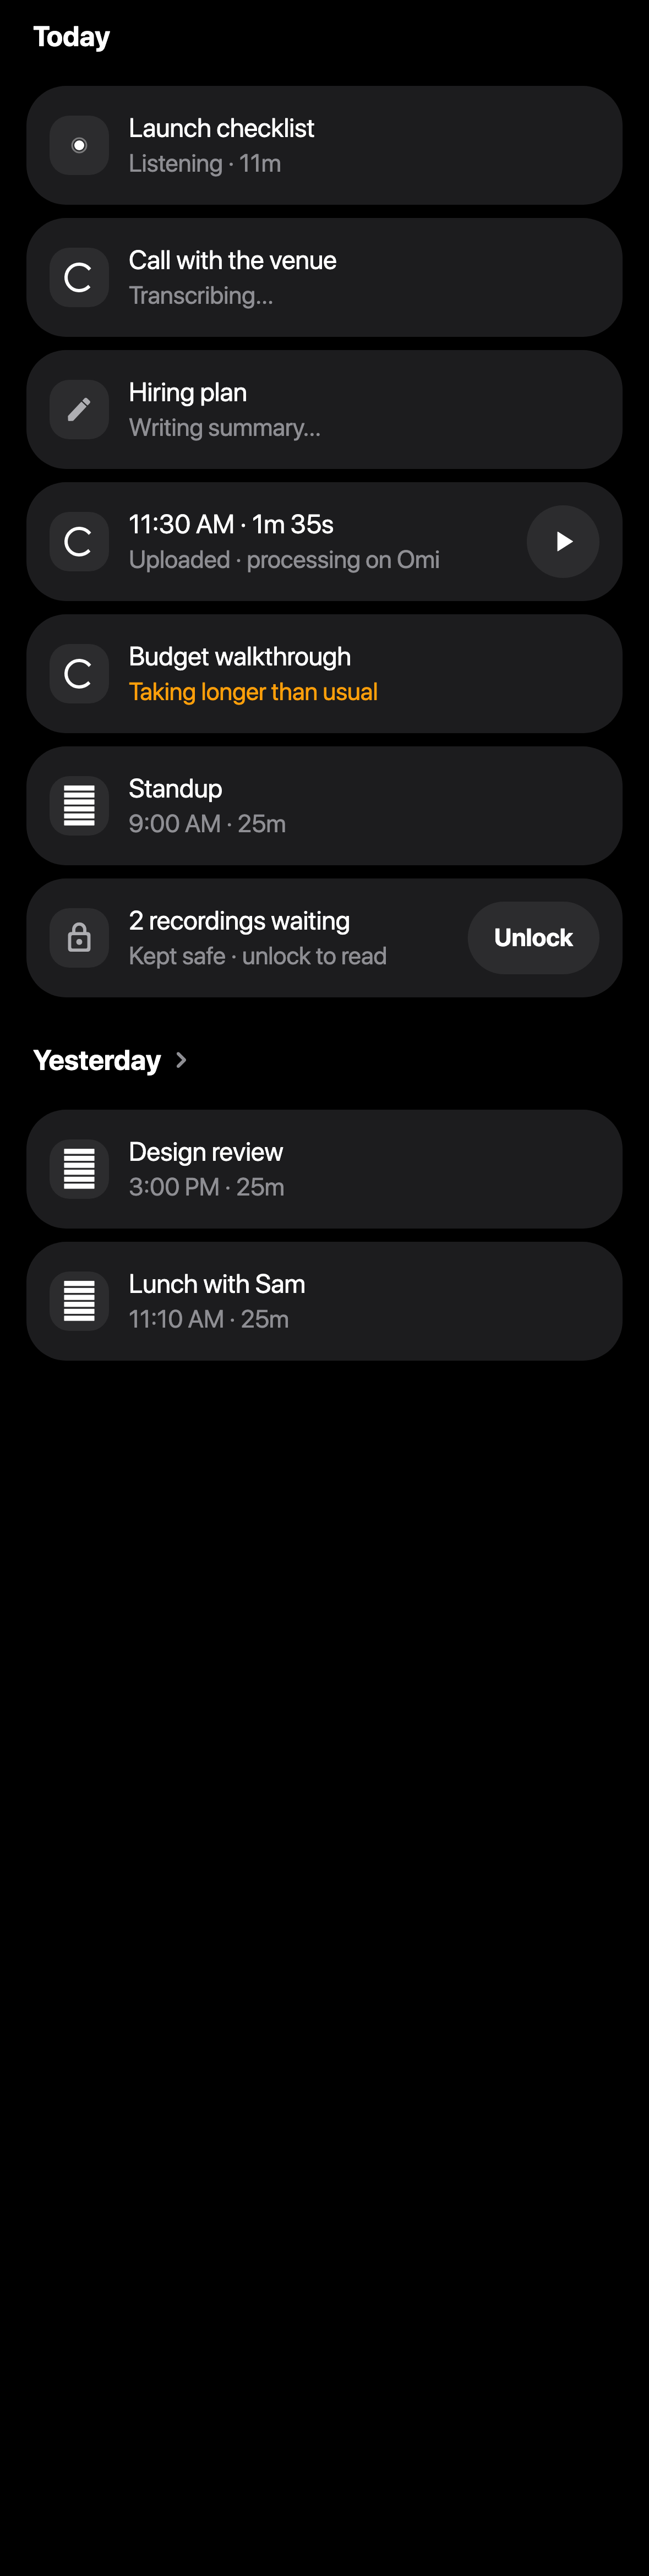 Today
Launch checklist
Listening · 11m
Call with the venue
Transcribing...
Hiring plan
Writing summary...
11:30 AM · 1m 35s
Uploaded · processing on Omi
Budget walkthrough
Taking longer than usual
Standup
9:00 AM · 25m
2 recordings waiting
Kept safe · unlock to read
Unlock
Yesterday
Design review
3:00 PM · 25m
Lunch with Sam
11:10 AM · 25m